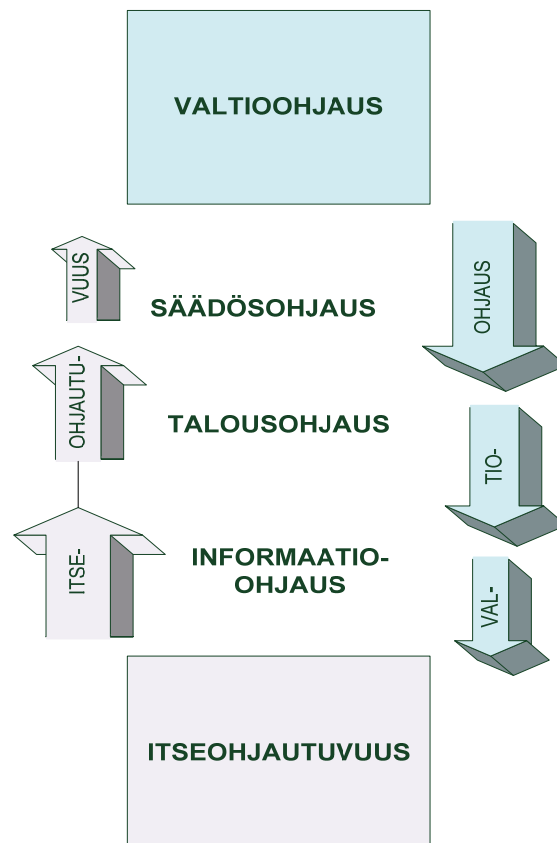 VALTIOOHJAUS
VUUS
SÄÄDÖSOHJAUS
OHJAUS
OHJAUTU-
TALOUSOHJAUS
TIO-
ITSE-
INFORMAATIO-
OHJAUS
VAL-
ITSEOHJAUTUVUUS